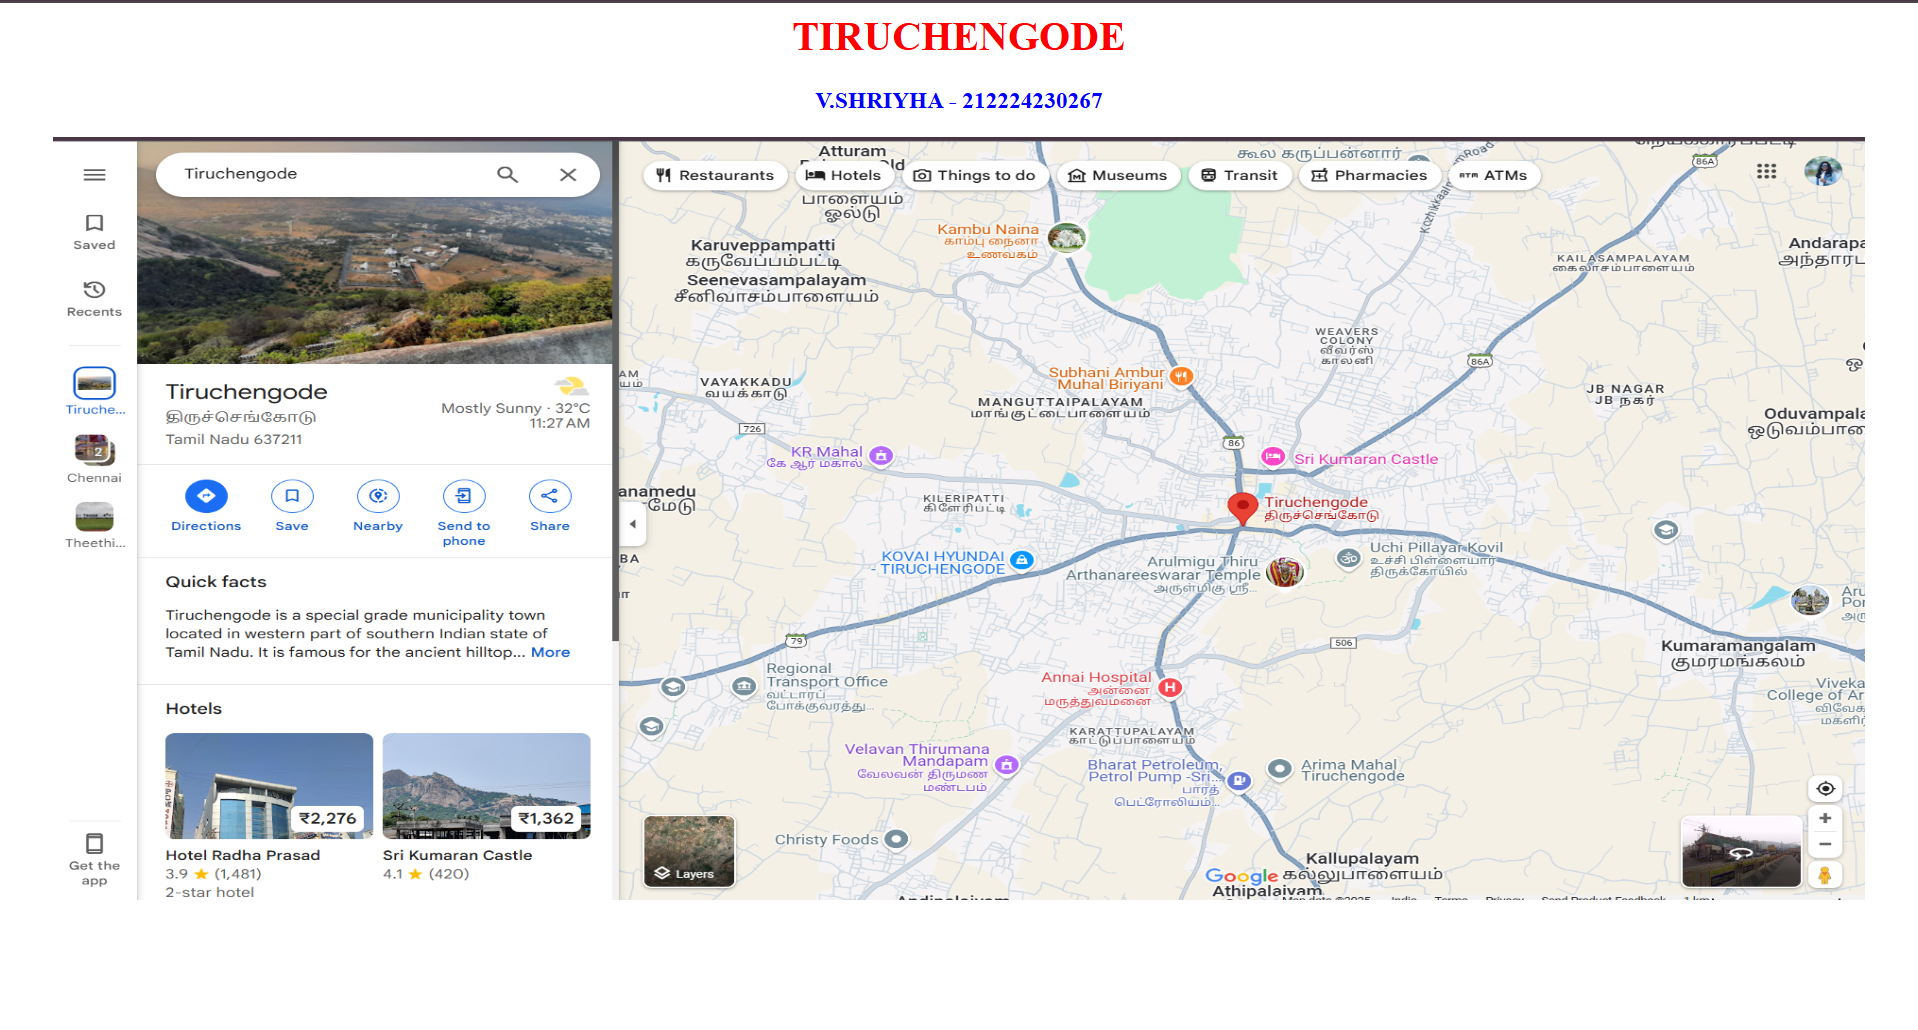 TIRUCHENGODE
V.SHRIYHA - 212224230267
Tiruchengode
Saved
Recents
Tiruche...
2
Chennai
Theethi...
Get the
app
Tiruchengode
திருச்செங்கோடு
Tamil Nadu 637211
Mostly Sunny · 32°C
11:27 AM
Directions
Save
Nearby
Send to
phone
Share
Quick facts
Tiruchengode is a special grade municipality town
located in western part of southern Indian state of
Tamil Nadu. It is famous for the ancient hilltop... More
Hotels
₹2,276
₹1,362
Hotel Radha Prasad
3.9 (1,481)
2-star hotel
Sri Kumaran Castle
4.1 (420)
Restaurants
Hotels
Things to do
Museums
Transit
Pharmacies
ATMs
Atturam
பாளையம்
ஓல்டு
கூல கருப்பண்ணார்
86A
Kambu Naina
காம்பு நைனா
உணவகம்
Karuveppampatti
கருவேப்பம்பட்டி
Seenevasampalayam
சீனிவாசம்பாளையம்
KAILASAMPALAYAM
கைலாசம்பாளையம்
Andarapa
அந்தாரப
WEAVERS
COLONY
வீவர்ஸ்
காலனி
86A
VAYAKKADU
வயக்காடு
Subhani Ambur
Muhal Biriyani
MANGUTTAIPALAYAM
மாங்குட்டைபாளையம்
JB NAGAR
JB நகர்
Oduvampala
ஒடுவம்பான
726
86
KR Mahal
கே ஆர் மகால்
Sri Kumaran Castle
anamedu
மேடு
KILERIPATTI
கிளேரிபட்டி
Tiruchengode
திருச்செங்கோடு
KOVAI HYUNDAI
- TIRUCHENGODE
Arulmigu Thiru
Arthanareeswarar Temple
அருள்மிகு ஸ்ரீ...
Uchi Pillayar Kovil
உச்சி பிள்ளையார்
திருக்கோயில்
79
506
Kumaramangalam
குமரமங்கலம்
Regional
Transport Office
வட்டாரப்
போக்குவரத்து...
Annai Hospital
அன்னை
மருத்துவமனை
Viveka
College of Ar
விவேக
மகளிர்
KARATTUPALAYAM
காட்டுப்பாளையம்
Velavan Thirumana
Mandapam
வேலவன் திருமண
மண்டபம்
Bharat Petroleum,
Petrol Pump -Sri...
பாரத்
பெட்ரோலியம்...
Arima Mahal
Tiruchengode
Christy Foods
Layers
Google
Kallupalayam
கல்லுபாளையம்
Athipalaiyam